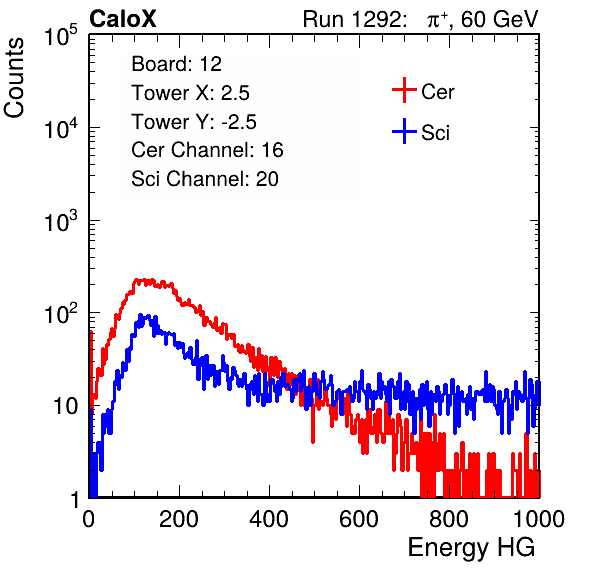 CaloX Run 1292: π⁺, 60 GeV
Counts
Board: 12
Tower X: 2.5
Tower Y: -2.5
Cer Channel: 16
Sci Channel: 20
Cer
Sci
10⁵
10⁴
10³
10²
10
1
0 200 400 600 800 1000
Energy HG